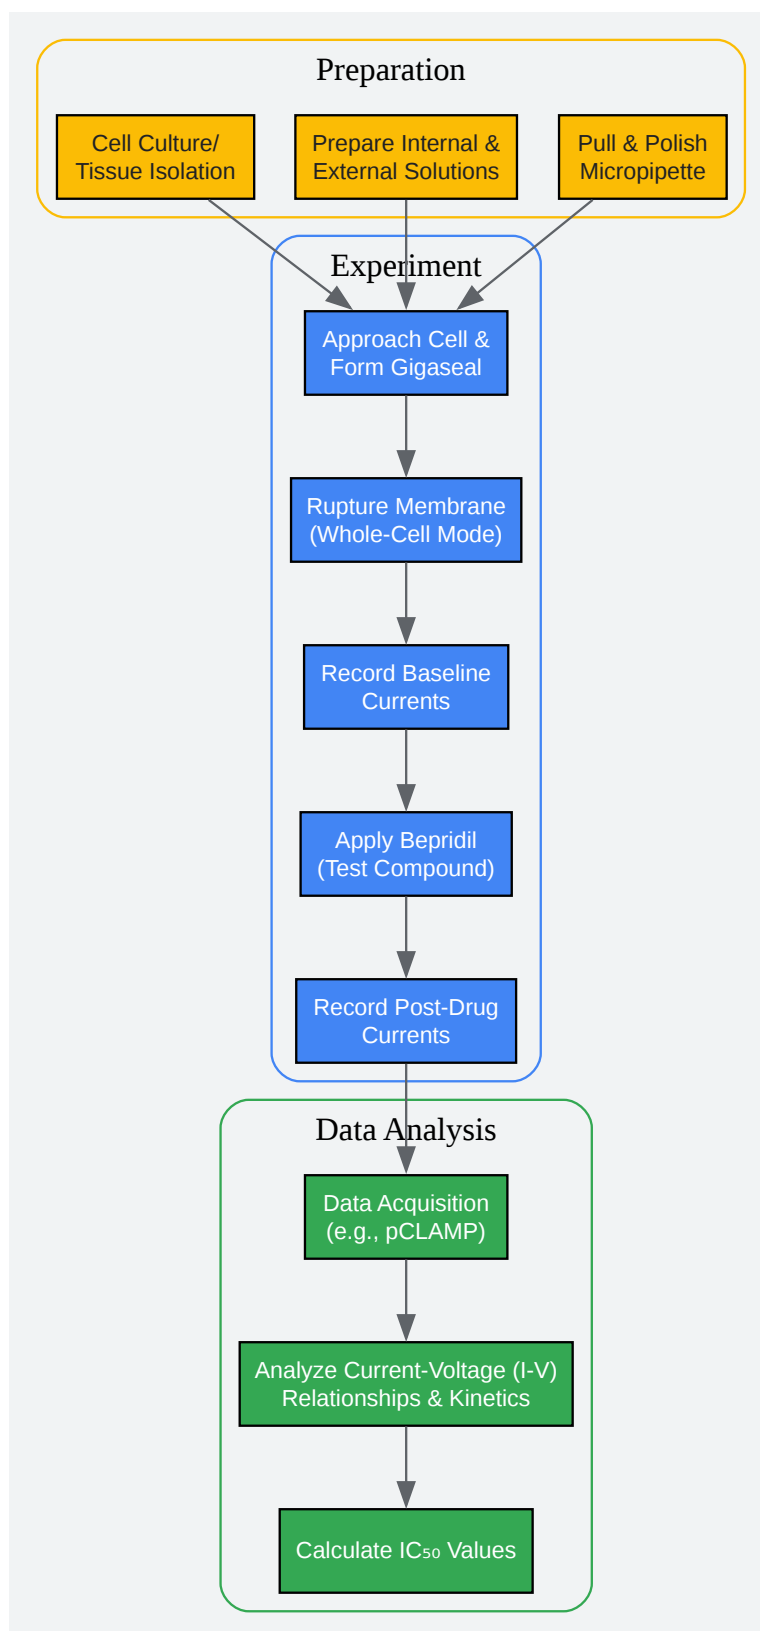 Preparation
Cell Culture/
Tissue Isolation
Prepare Internal &
External Solutions
Pull & Polish
Micropipette
Experiment
Approach Cell &
Form Gigaseal
Rupture Membrane
(Whole-Cell Mode)
Record Baseline
Currents
Apply Bepridil
(Test Compound)
Record Post-Drug
Currents
Data Analysis
Data Acquisition
(e.g., pCLAMP)
Analyze Current-Voltage (I-V)
Relationships & Kinetics
Calculate IC₅₀ Values